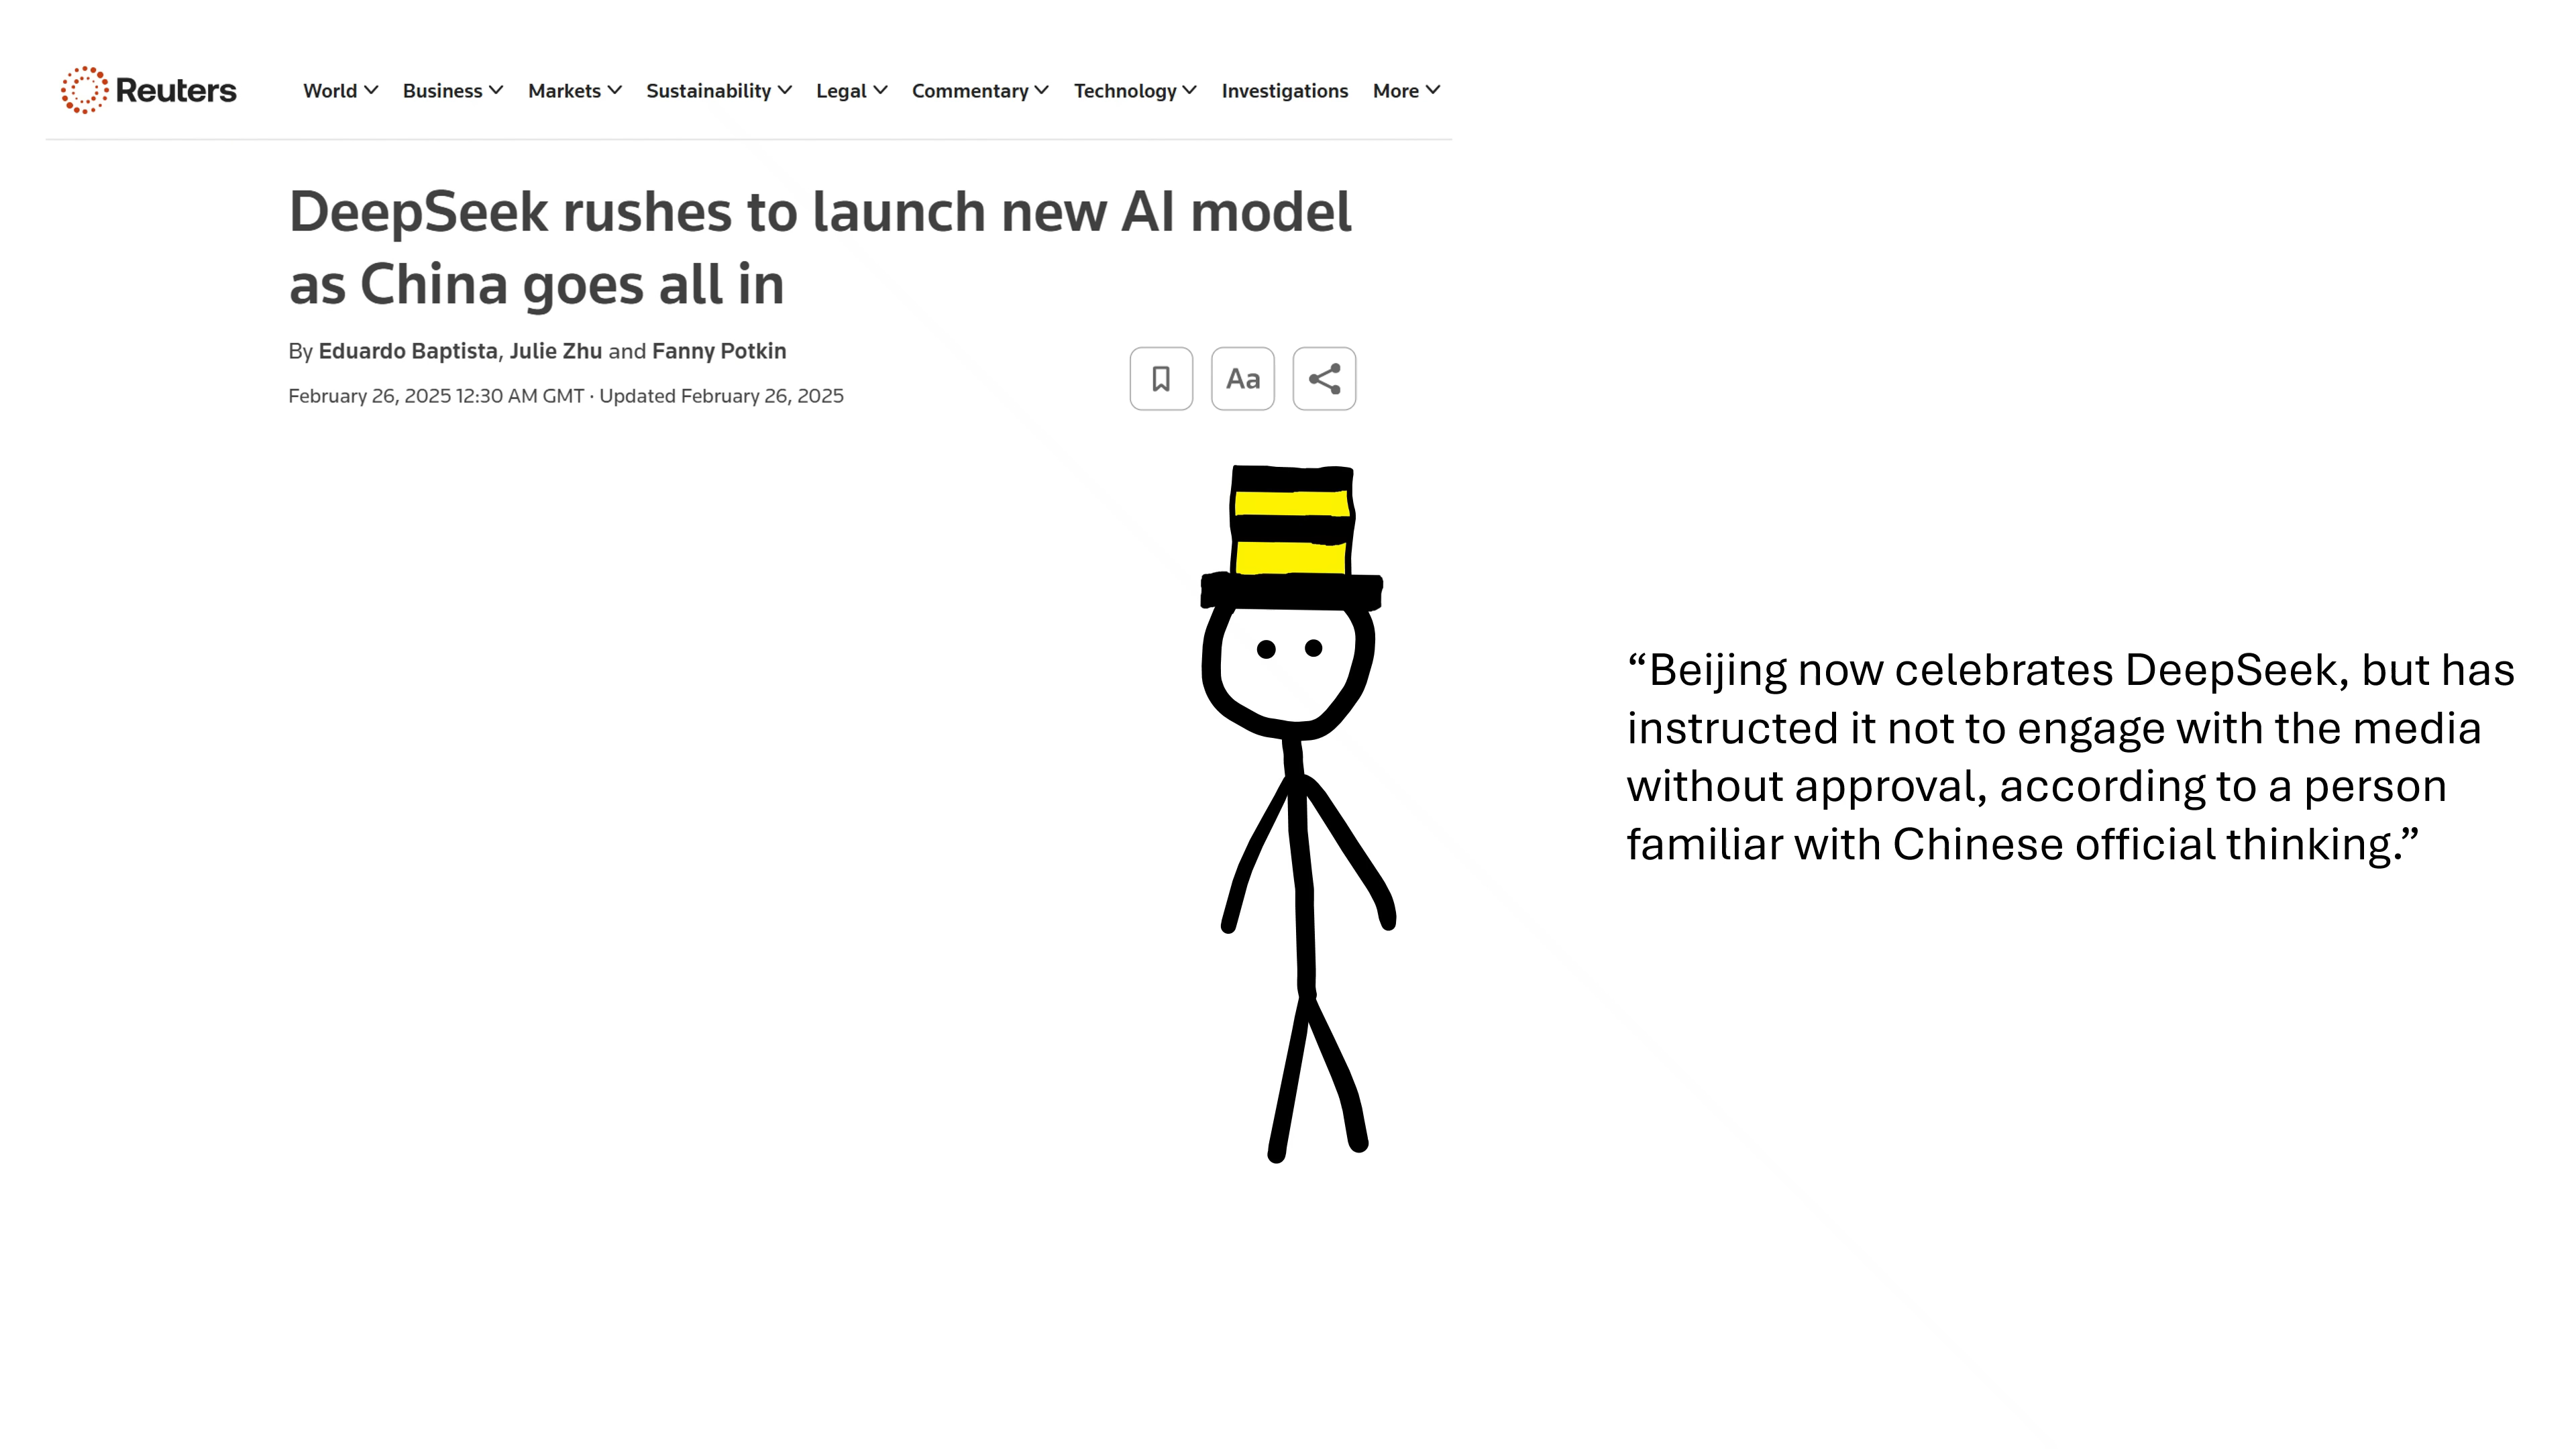 Reuters World Business Markets Sustainability Legal Commentary Technology Investigations More
DeepSeek rushes to launch new AI model
as China goes all in
By Eduardo Baptista, Julie Zhu and Fanny Potkin
February 26, 2025 12:30 AM GMT · Updated February 26, 2025
Aa
“Beijing now celebrates DeepSeek, but has
instructed it not to engage with the media
without approval, according to a person
familiar with Chinese official thinking.”